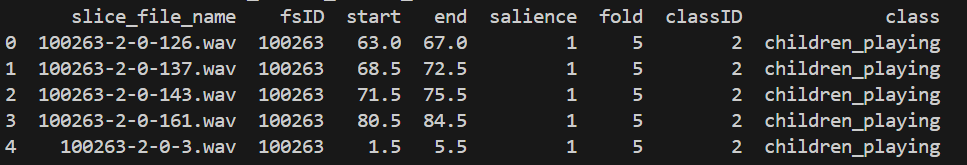 slice_file_name fsID start end salience fold classID class
0 100263-2-0-126.wav 100263 63.0 67.0 1 5 2 children_playing
1 100263-2-0-137.wav 100263 68.5 72.5 1 5 2 children_playing
2 100263-2-0-143.wav 100263 71.5 75.5 1 5 2 children_playing
3 100263-2-0-161.wav 100263 80.5 84.5 1 5 2 children_playing
4 100263-2-0-3.wav 100263 1.5 5.5 1 5 2 children_playing